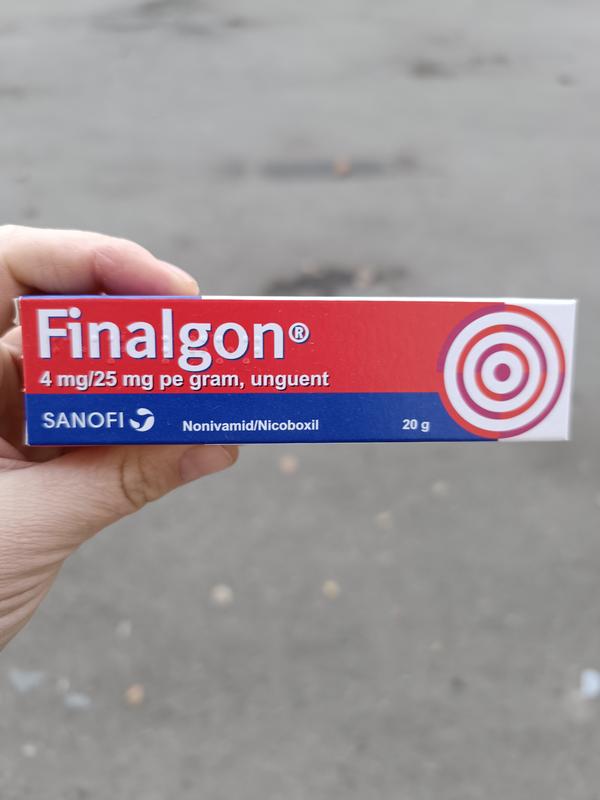 Finalgon®
4 mg/25 mg pe gram, unguent
SANOFI Nonivamid/Nicoboxil 20 g